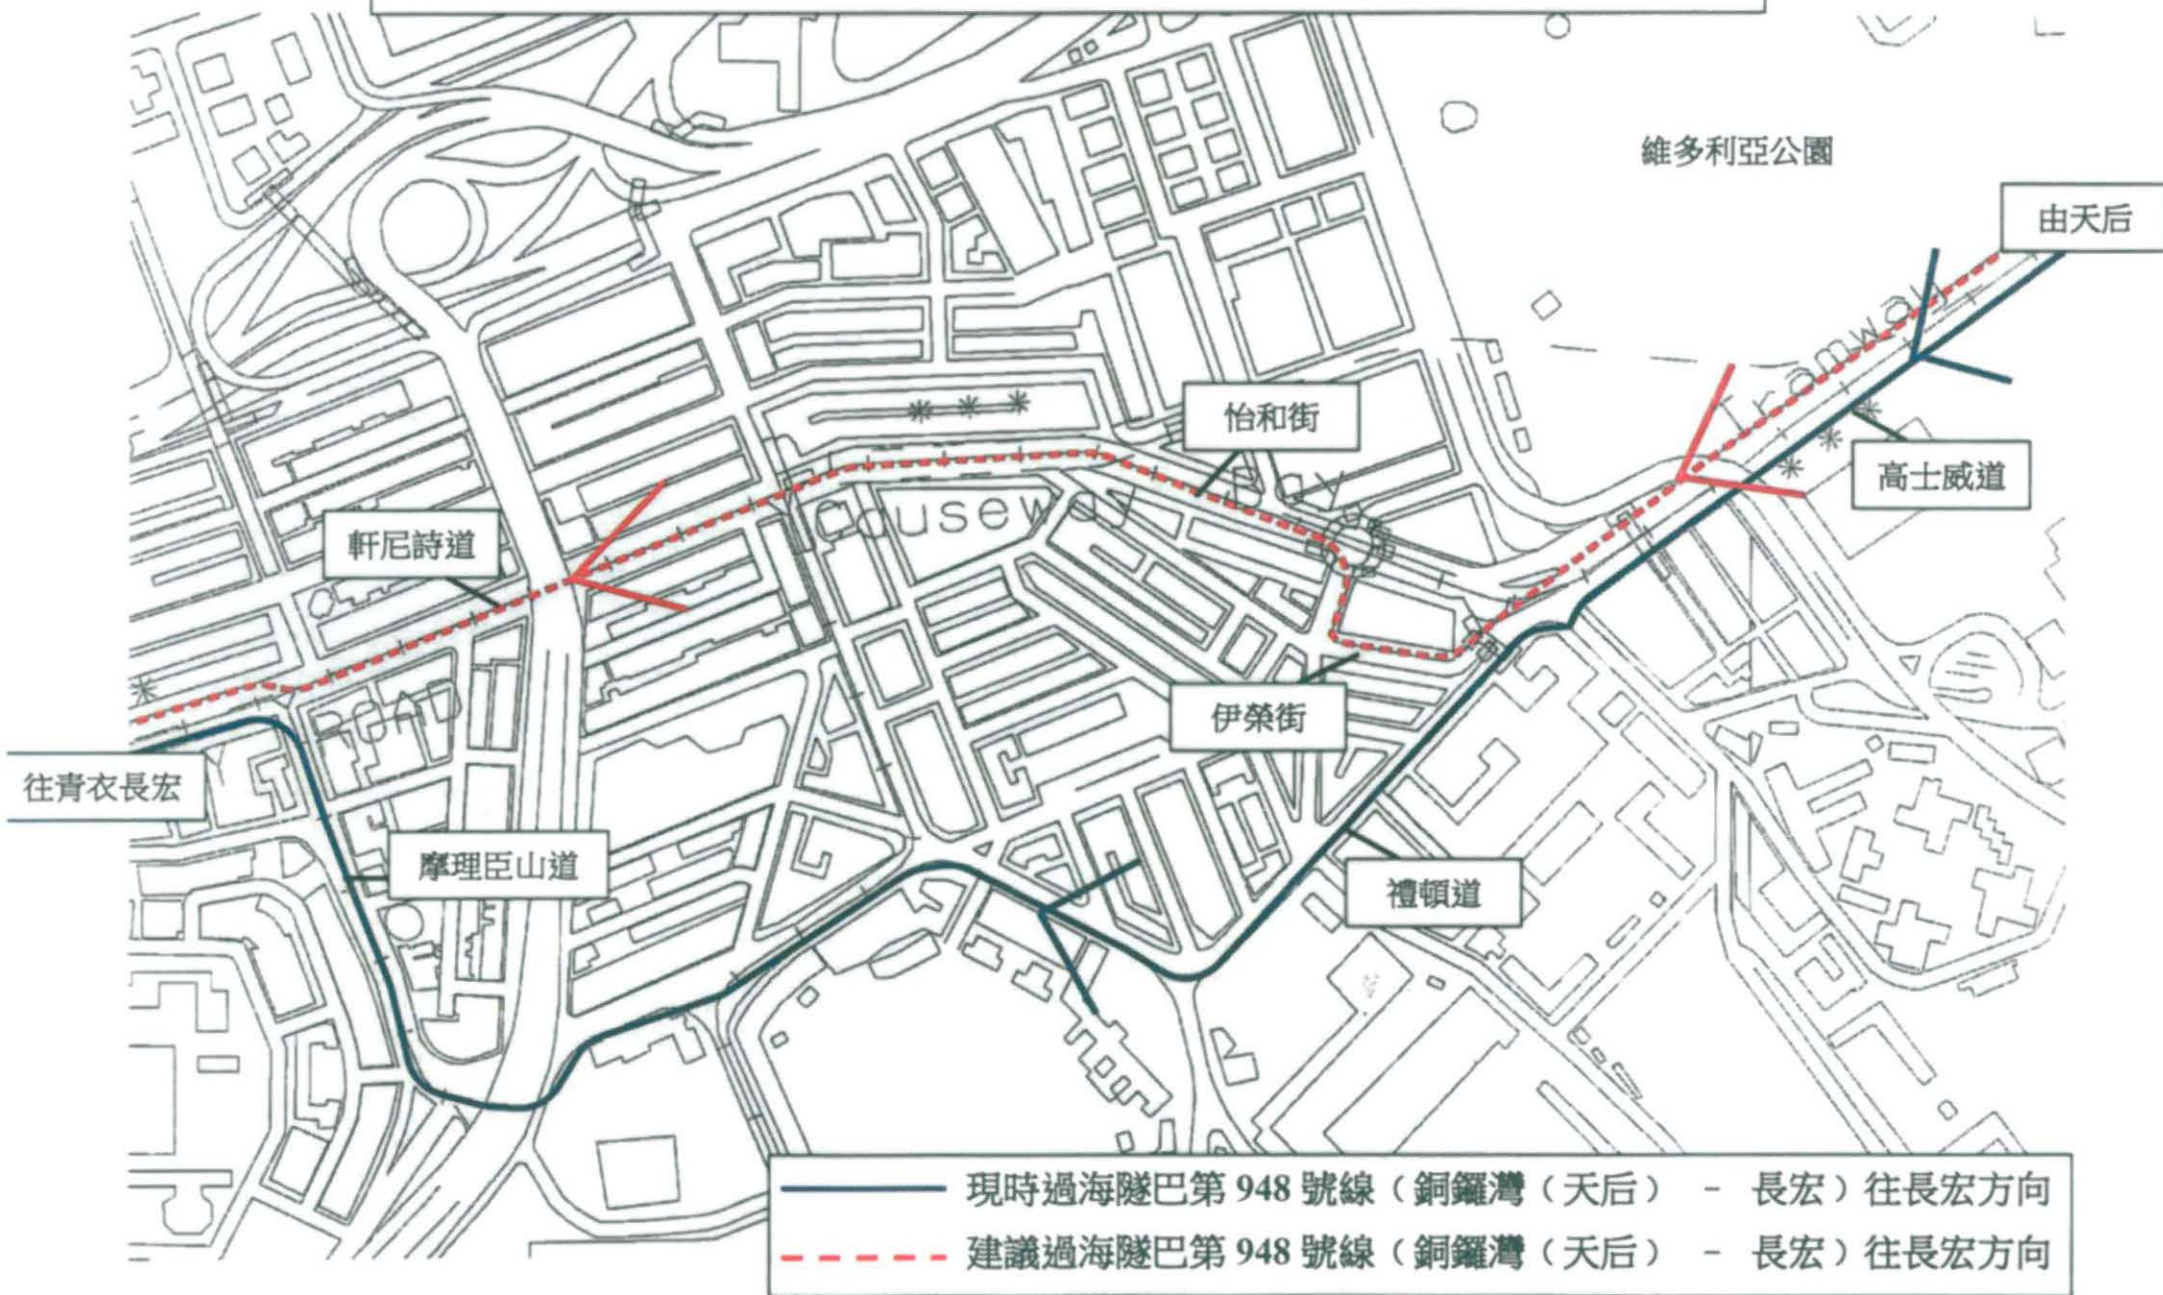 維多利亞公園
由天后
Tramway
怡和街
高士威道
Causeway Bay
軒尼詩道
伊榮街
往青衣長宏
摩理臣山道
禮頓道
現時過海隧巴第 948 號線（銅鑼灣（天后） - 長宏）往長宏方向
建議過海隧巴第 948 號線（銅鑼灣（天后） - 長宏）往長宏方向